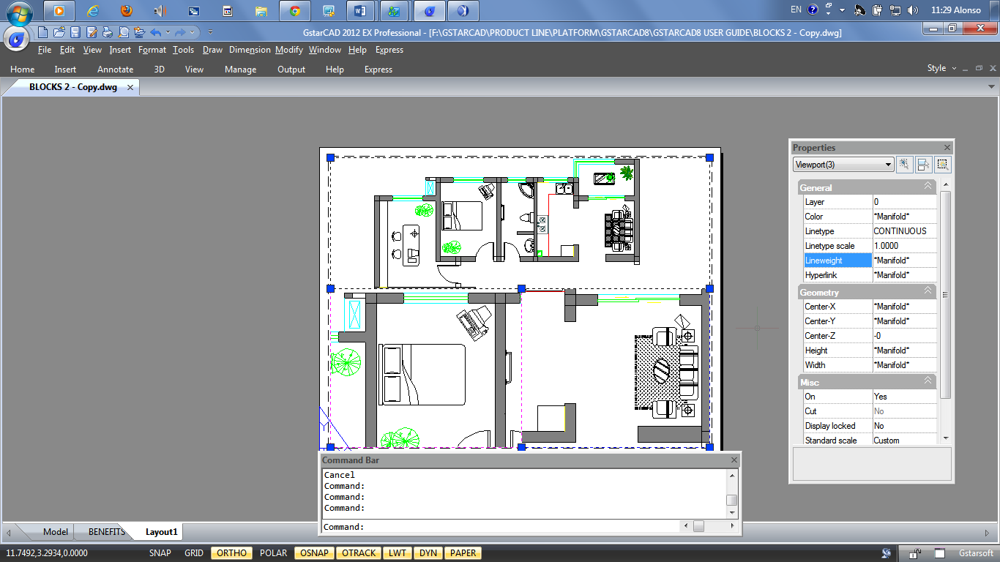 EN 11:29 Alonso
GstarCAD 2012 EX Professional - [F:\GSTARCAD\PRODUCT LINE\PLATFORM\GSTARCAD8\GSTARCAD8 USER GUIDE\BLOCKS 2 - Copy.dwg]
File Edit View Insert Format Tools Draw Dimension Modify Window Help Express
Home Insert Annotate 3D View Manage Output Help Express Style
BLOCKS 2 - Copy.dwg
Properties
Viewport(3)
General
Layer 0
Color *Manifold*
Linetype CONTINUOUS
Linetype scale 1.0000
Lineweight *Manifold*
Hyperlink *Manifold*
Geometry
Center-X *Manifold*
Center-Y *Manifold*
Center-Z -0
Height *Manifold*
Width *Manifold*
Misc
On Yes
Cut No
Display locked No
Standard scale Custom
Command Bar
Cancel
Command:
Command:
Command:
Command:
Model BENEFITS Layout1
11.7492,3.2934,0.0000 SNAP GRID ORTHO POLAR OSNAP OTRACK LWT DYN PAPER Gstarsoft